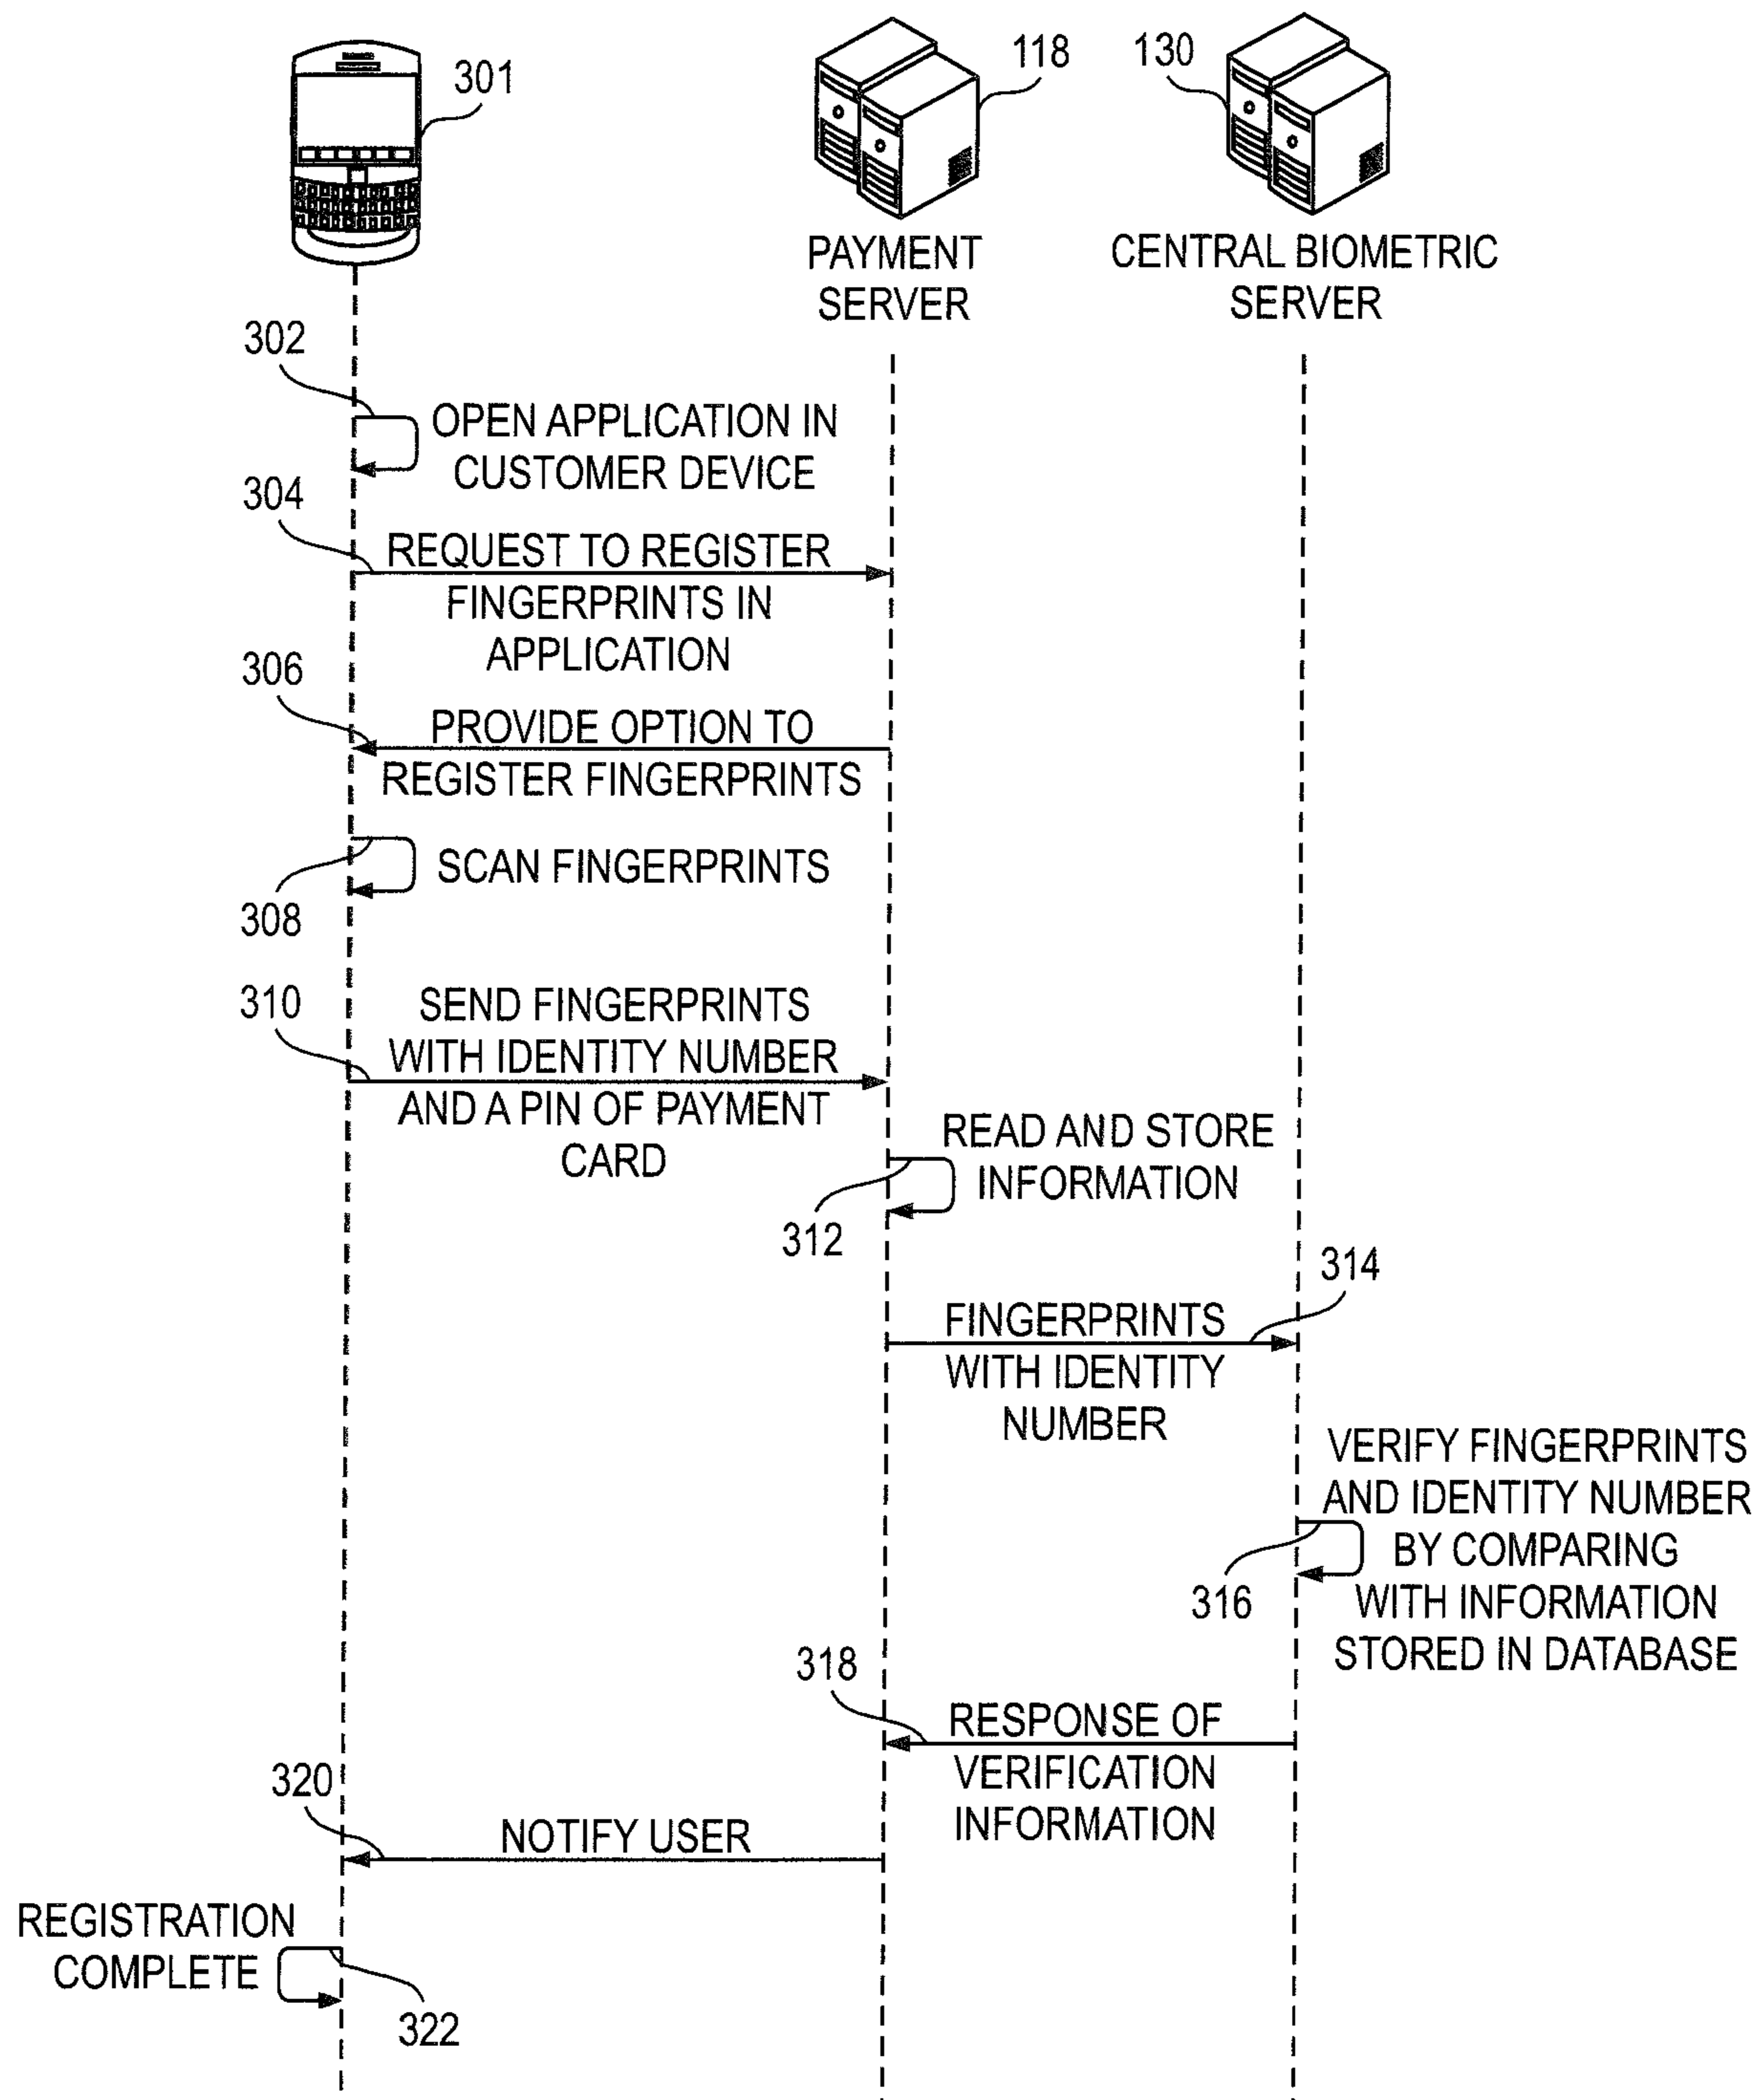 301
118
130
PAYMENT
SERVER
CENTRAL BIOMETRIC
SERVER
302
OPEN APPLICATION IN
CUSTOMER DEVICE
304
REQUEST TO REGISTER
FINGERPRINTS IN
APPLICATION
306
PROVIDE OPTION TO
REGISTER FINGERPRINTS
SCAN FINGERPRINTS
308
310
SEND FINGERPRINTS
WITH IDENTITY NUMBER
AND A PIN OF PAYMENT
CARD
READ AND STORE
INFORMATION
312
314
FINGERPRINTS
WITH IDENTITY
NUMBER
VERIFY FINGERPRINTS
AND IDENTITY NUMBER
BY COMPARING
WITH INFORMATION
STORED IN DATABASE
316
318
RESPONSE OF
VERIFICATION
INFORMATION
320
NOTIFY USER
REGISTRATION
COMPLETE
322